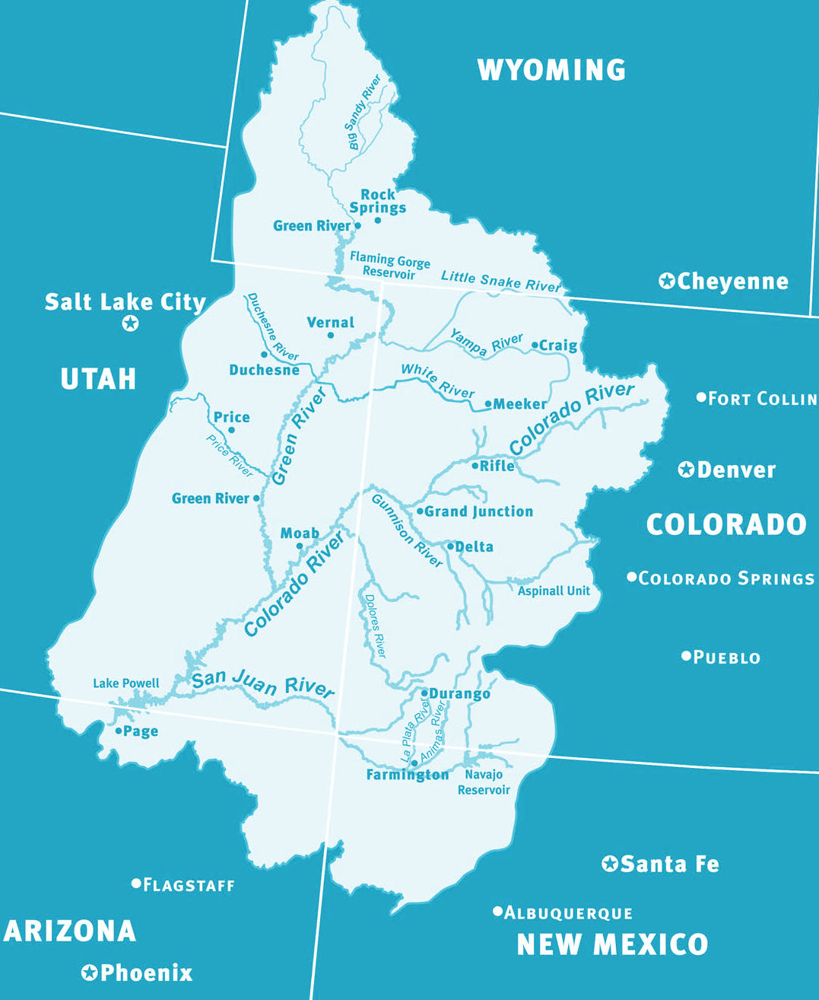 WYOMING
Big Sandy River
Rock
Springs
Green River
Flaming Gorge
Reservoir
Little Snake River
Cheyenne
Salt Lake City
Duchesne River
Vernal
Yampa River
Craig
Duchesne
UTAH
White River
Meeker
Colorado River
FORT COLLIN
Price
Price River
Green River
Rifle
Denver
Green River
Gunnison River
Grand Junction
COLORADO
Moab
Colorado River
Delta
Aspinall Unit
COLORADO SPRINGS
Dolores River
PUEBLO
Lake Powell
San Juan River
Durango
La Plata River
Animas River
Page
Farmington
Navajo
Reservoir
Santa Fe
FLAGSTAFF
ALBUQUERQUE
ARIZONA
NEW MEXICO
Phoenix